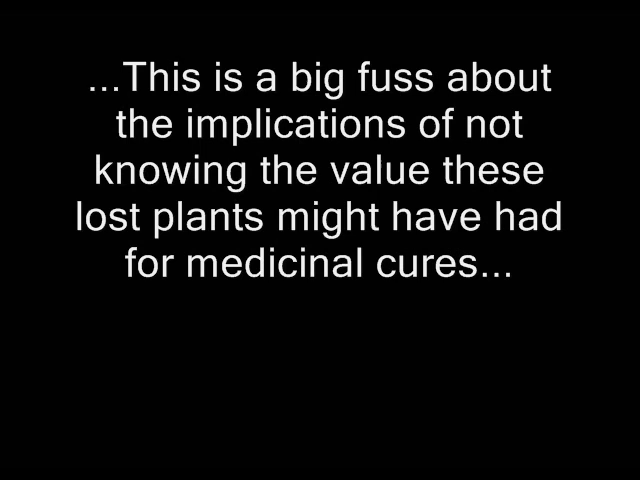 ...This is a big fuss about
the implications of not
knowing the value these
lost plants might have had
for medicinal cures...